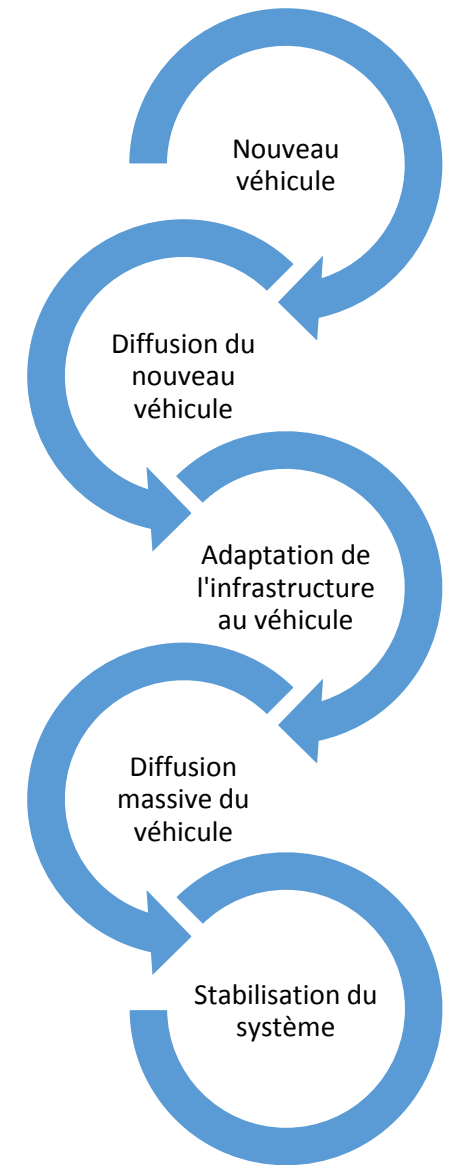 Nouveau
véhicule
Diffusion du
nouveau
véhicule
Adaptation de
l'infrastructure
au véhicule
Diffusion
massive du
véhicule
Stabilisation du
système